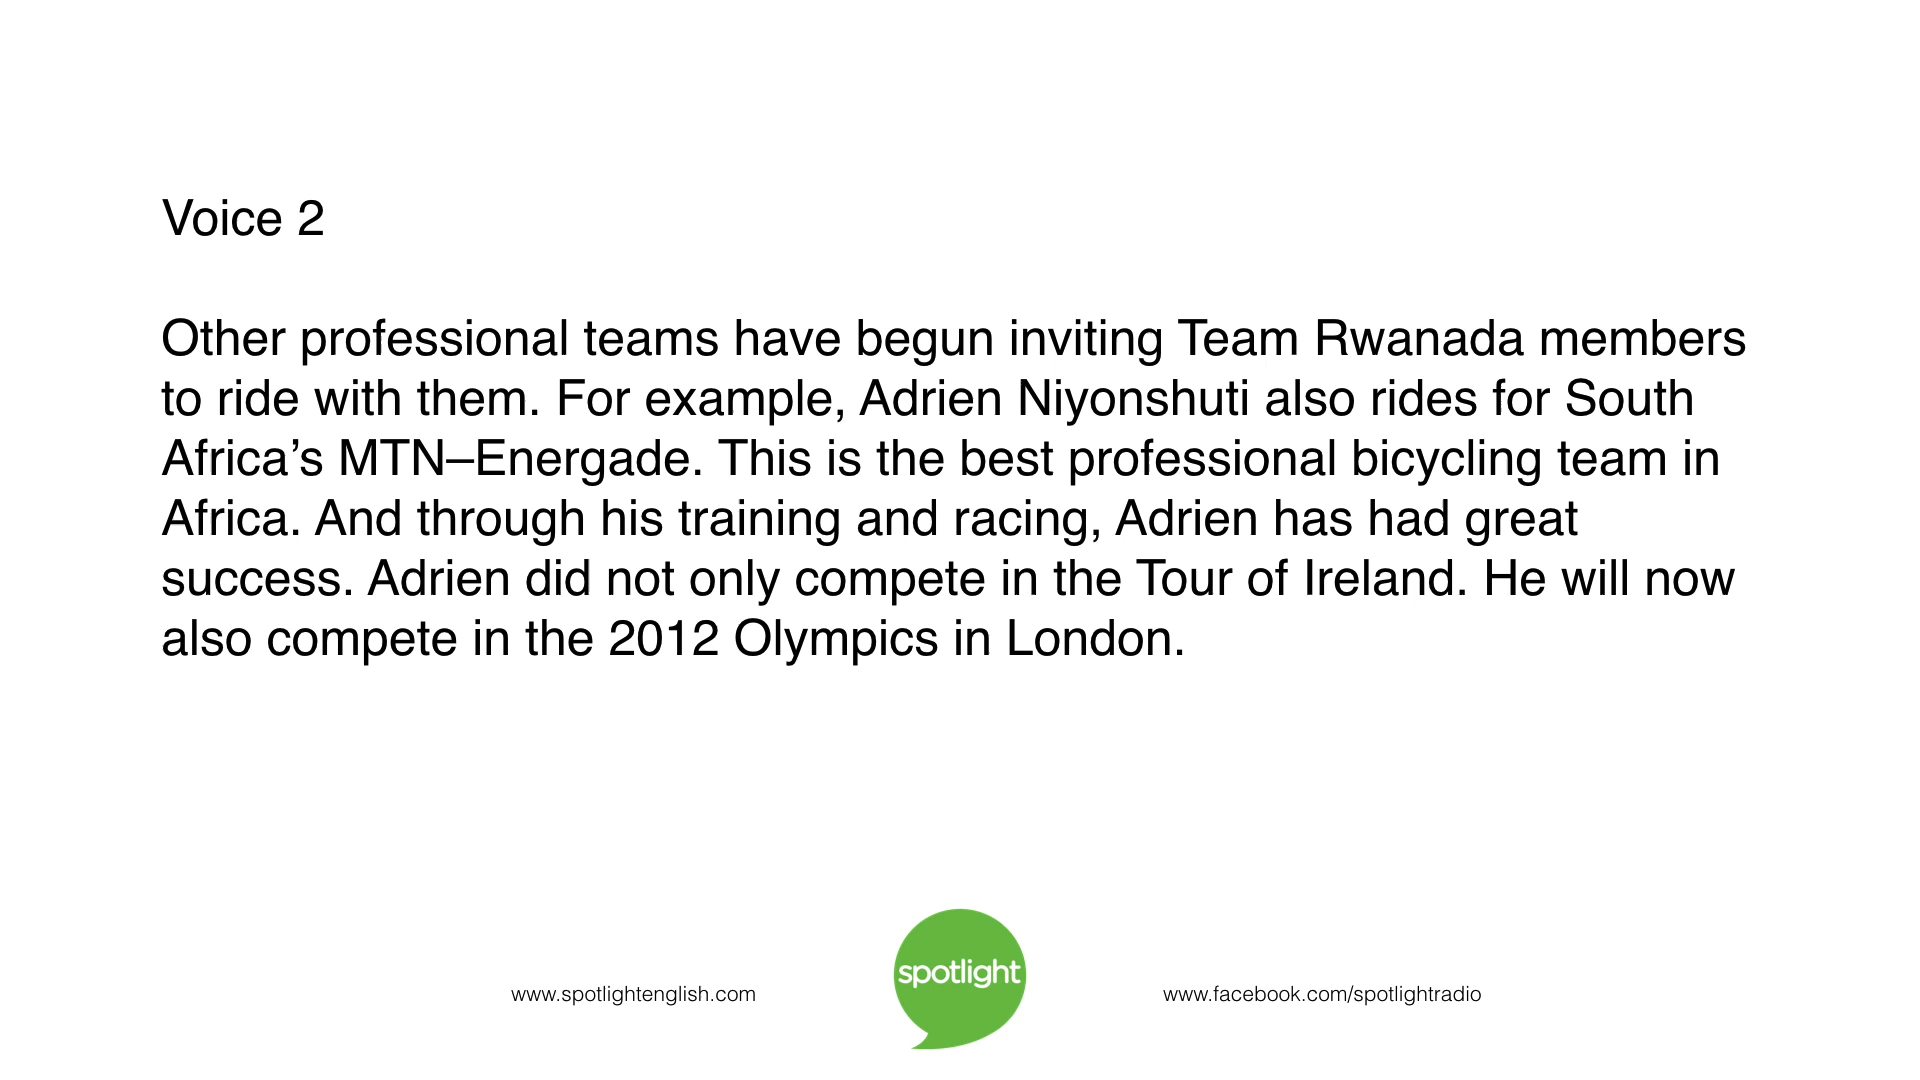 Voice 2
Other professional teams have begun inviting Team Rwanada members
to ride with them. For example, Adrien Niyonshuti also rides for South
Africa’s MTN–Energade. This is the best professional bicycling team in
Africa. And through his training and racing, Adrien has had great
success. Adrien did not only compete in the Tour of Ireland. He will now
also compete in the 2012 Olympics in London.
spotlight
www.spotlightenglish.com
www.facebook.com/spotlightradio